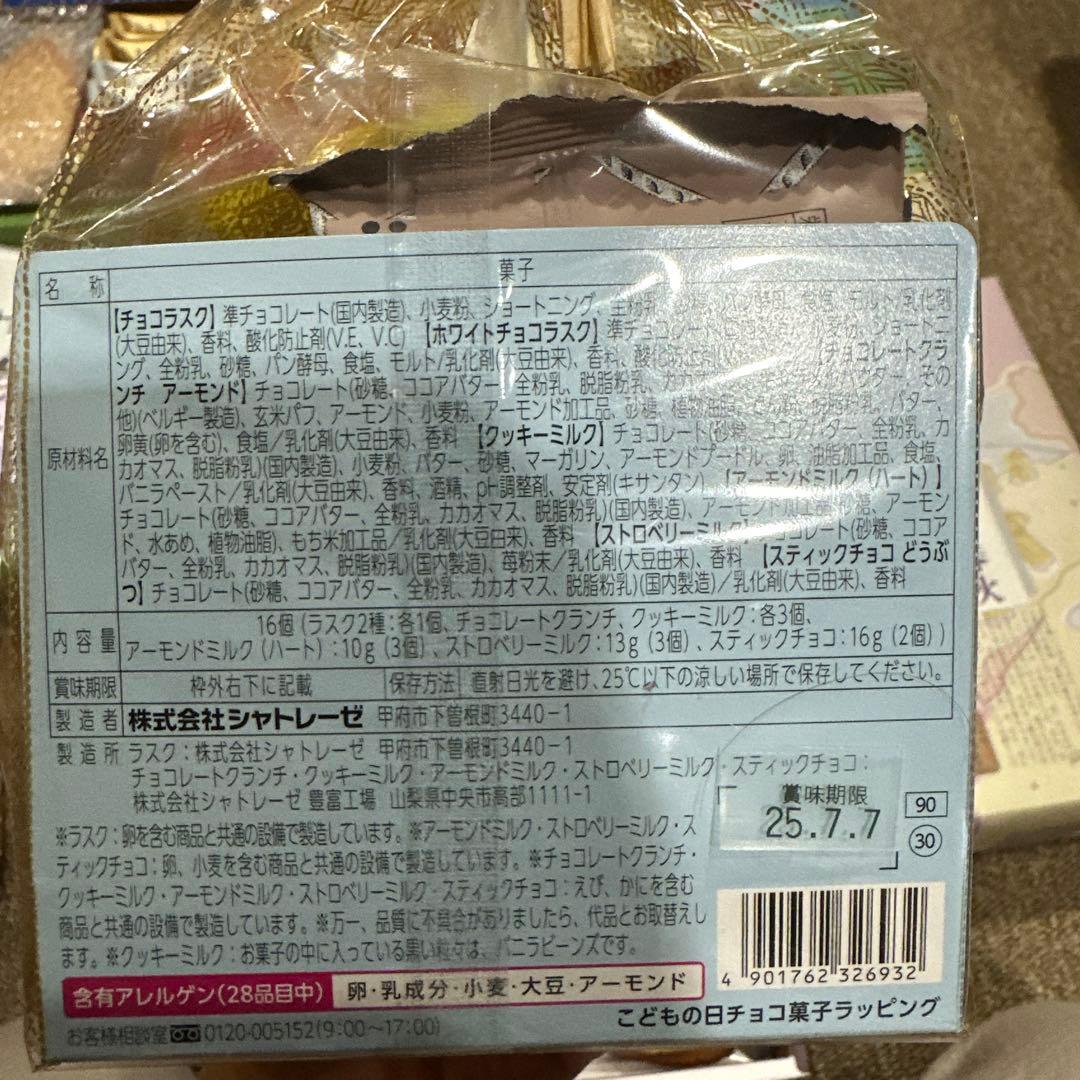 名称 菓子
原材料名
【チョコラスク】準チョコレート(国内製造)、小麦粉、ショートニング、全粉乳
(大豆由来)、香料、酸化防止剤(V.E、V.C)【ホワイトチョコラスク】準チョコ
ング、全粉乳、砂糖、パン酵母、食塩、モルト/乳化剤(大豆由来)、香料、酸化防止剤 【チョコレートクラ
ンチ アーモンド】チョコレート(砂糖、ココアバター、全粉乳、脱脂粉乳、カカオ その
他)(ベルギー製造)、玄米パフ、アーモンド、小麦粉、アーモンド加工品、砂糖、植物油脂、でん粉、脱脂粉乳、バター、
卵黄(卵を含む)、食塩/乳化剤(大豆由来)、香料 【クッキーミルク】チョコレート(砂糖、ココアバター、全粉乳、カ
カオマス、脱脂粉乳)(国内製造)、小麦粉、バター、砂糖、マーガリン、アーモンドプードル、卵、油脂加工品、食塩、
バニラペースト/乳化剤(大豆由来)、香料、酒精、pH調整剤、安定剤(キサンタン) 【アーモンドミルク(ハート)】
チョコレート(砂糖、ココアバター、全粉乳、カカオマス、脱脂粉乳)(国内製造)、アーモンド加工品(砂糖、アーモン
ド、水あめ、植物油脂)、もち米加工品/乳化剤(大豆由来)、香料 【ストロベリーミルク】チョコレート(砂糖、ココア
バター、全粉乳、カカオマス、脱脂粉乳)(国内製造)、苺粉末/乳化剤(大豆由来)、香料 【スティックチョコ どうぶ
つ】チョコレート(砂糖、ココアバター、全粉乳、カカオマス、脱脂粉乳)(国内製造)/乳化剤(大豆由来)、香料
内容量 16個(ラスク2種:各1個、チョコレートクランチ、クッキーミルク:各3個、
アーモンドミルク(ハート):10g(3個)、ストロベリーミルク:13g(3個)、スティックチョコ:16g(2個))
賞味期限 枠外右下に記載 保存方法 直射日光を避け、25℃以下の涼しい場所で保存してください。
製造者 株式会社シャトレーゼ 甲府市下曽根町3440-1
製造所 ラスク:株式会社シャトレーゼ 甲府市下曽根町3440-1
チョコレートクランチ・クッキーミルク・アーモンドミルク・ストロベリーミルク・スティックチョコ:
株式会社シャトレーゼ 豊富工場 山梨県中央市高部1111-1
賞味期限
25.7.7
90
30
※ラスク:卵を含む商品と共通の設備で製造しています。※アーモンドミルク・ストロベリーミルク・ス
ティックチョコ:卵、小麦を含む商品と共通の設備で製造しています。※チョコレートクランチ・
クッキーミルク・アーモンドミルク・ストロベリーミルク・スティックチョコ:えび、かにを含む
商品と共通の設備で製造しています。※万一、品質に不具合がありましたら、代品とお取替えし
ます。※クッキーミルク:お菓子の中に入っている黒い粒々は、バニラビーンズです。
含有アレルゲン(28品目中) 卵・乳成分・小麦・大豆・アーモンド
お客様相談室 0120-005152(9:00～17:00)
4 901762 326932
こどもの日チョコ菓子ラッピング